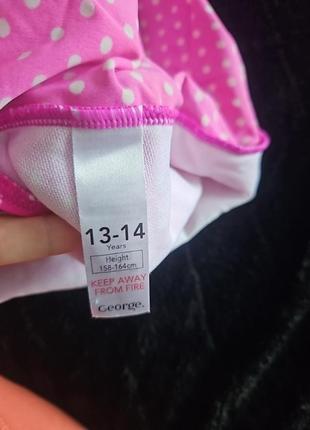 13-14
Years
Height
158-164cm
KEEP AWAY
FROM FIRE
George.